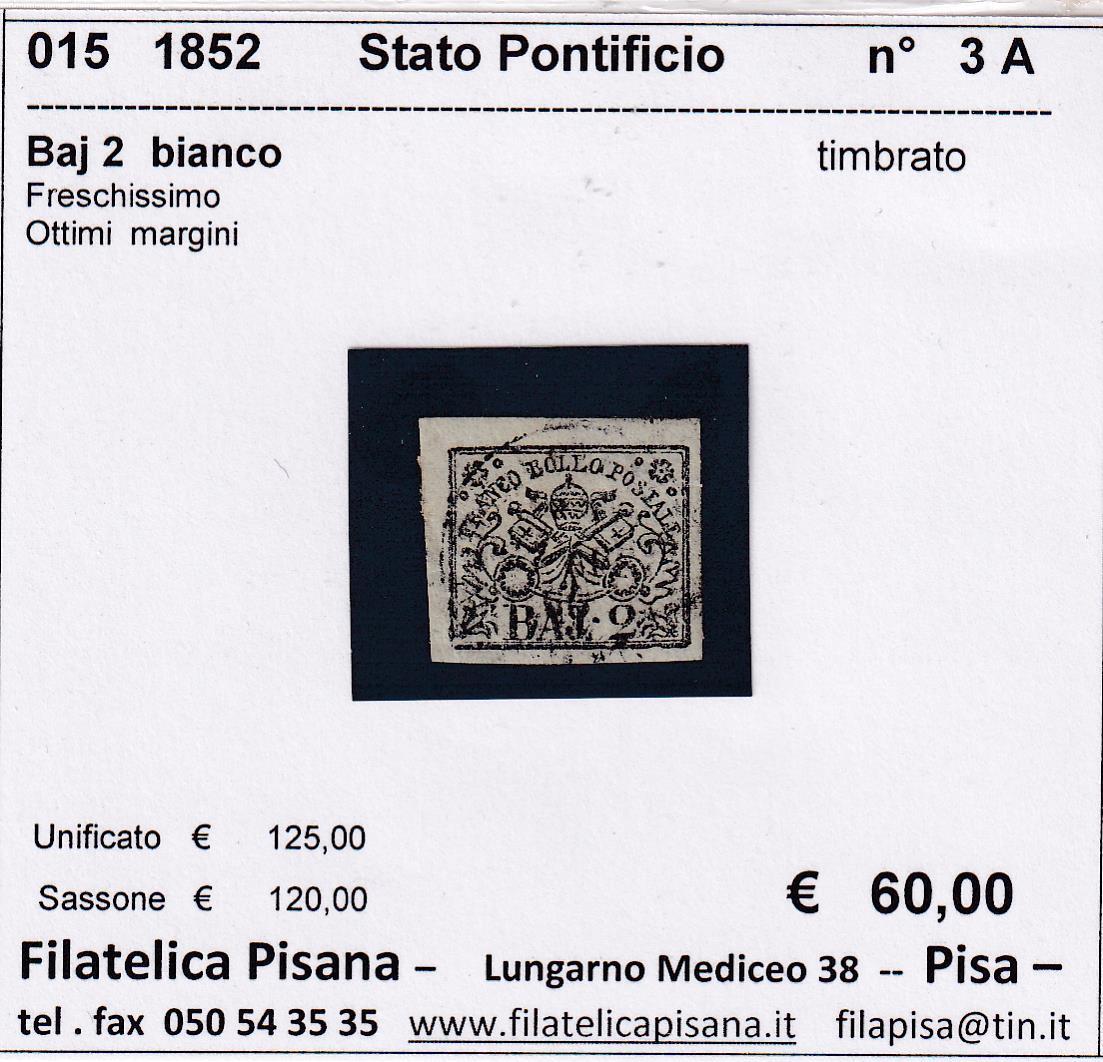 015 1852 Stato Pontificio n° 3 A
Baj 2 bianco timbrato
Freschissimo
Ottimi margini
FRANCO BOLLO POSTALE
BAJ. 2
Unificato € 125,00
Sassone € 120,00
€ 60,00
Filatelica Pisana – Lungarno Mediceo 38 -- Pisa –
tel . fax 050 54 35 35 www.filatelicapisana.it filapisa@tin.it